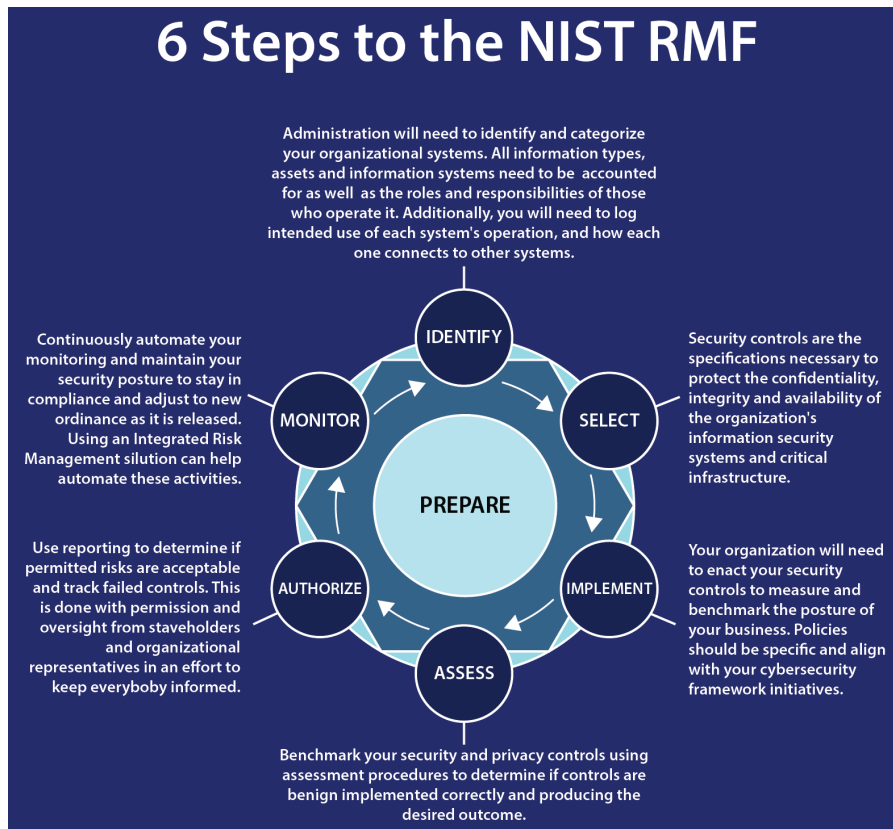 6 Steps to the NIST RMF
Administration will need to identify and categorize
your organizational systems. All information types,
assets and information systems need to be accounted
for as well as the roles and responsibilities of those
who operate it. Additionally, you will need to log
intended use of each system's operation, and how each
one connects to other systems.
IDENTIFY
Security controls are the
specifications necessary to
protect the confidentiality,
integrity and availability of
the organization's
information security
systems and critical
infrastructure.
SELECT
Your organization will need
to enact your security
controls to measure and
benchmark the posture of
your business. Policies
should be specific and align
with your cybersecurity
framework initiatives.
IMPLEMENT
ASSESS
Benchmark your security and privacy controls using
assessment procedures to determine if controls are
benign implemented correctly and producing the
desired outcome.
Use reporting to determine if
permitted risks are acceptable
and track failed controls. This
is done with permission and
oversight from staveholders
and organizational
representatives in an effort to
keep everyboby informed.
AUTHORIZE
Continuously automate your
monitoring and maintain your
security posture to stay in
compliance and adjust to new
ordinance as it is released.
Using an Integrated Risk
Management silution can help
automate these activities.
MONITOR
PREPARE